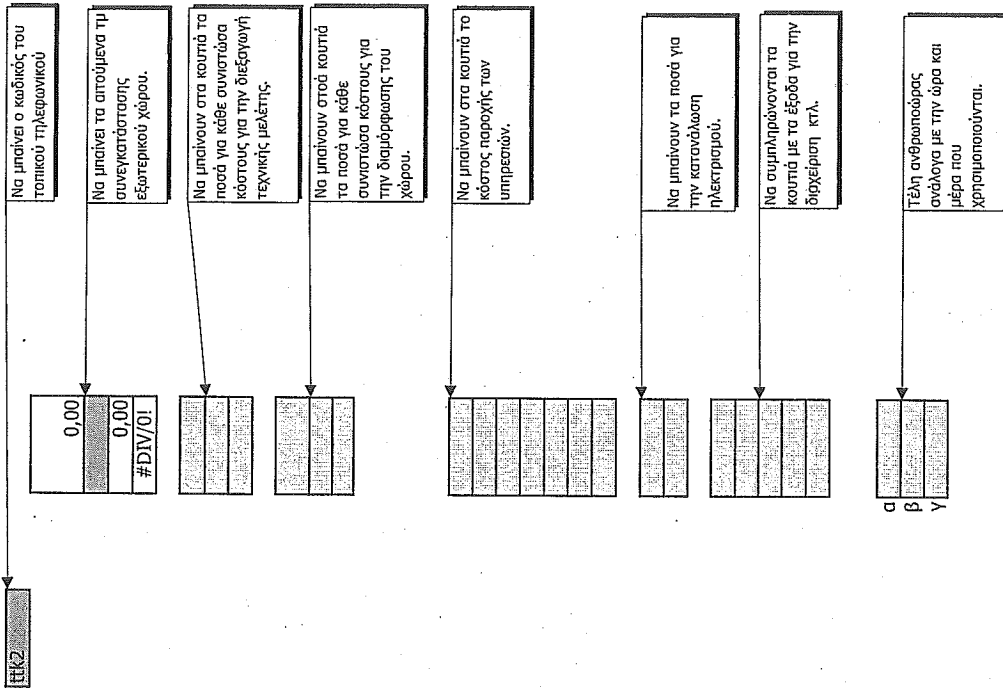 ttk2
Να μπαίνει ο κωδικός του
τοπικού τηλεφωνικού
0,00
0,00
#DIV/0!
Να μπαίνει τα αιτούμενα τμ
συνεγκατάστασης
εξωτερικού χώρου.
Να μπαίνουν στα κουτιά τα
ποσά για κάθε συνιστώσα
κόστους για την διεξαγωγή
τεχνικής μελέτης.
Να μπαίνουν στοά κουτιά
τα ποσά για κάθε
συνιστώσα κόστους για
την διαμόρφωσης του
χώρου.
Να μπαίνουν στα κουτιά το
κόστος παροχής των
υπηρεσιών.
Να μπαίνουν τα ποσά για
την κατανάλωση
ηλεκτρισμού.
Να συμπληρώνονται τα
κουτιά με τα έξοδα για την
διαχείριση κτλ.
α
β
γ
Τέλη ανθρωποώρας
ανάλογα με την ώρα και
μέρα που
χρησιμοποιούνται.